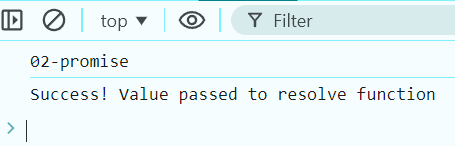 top ▼ Filter
02-promise
Success! Value passed to resolve function
>